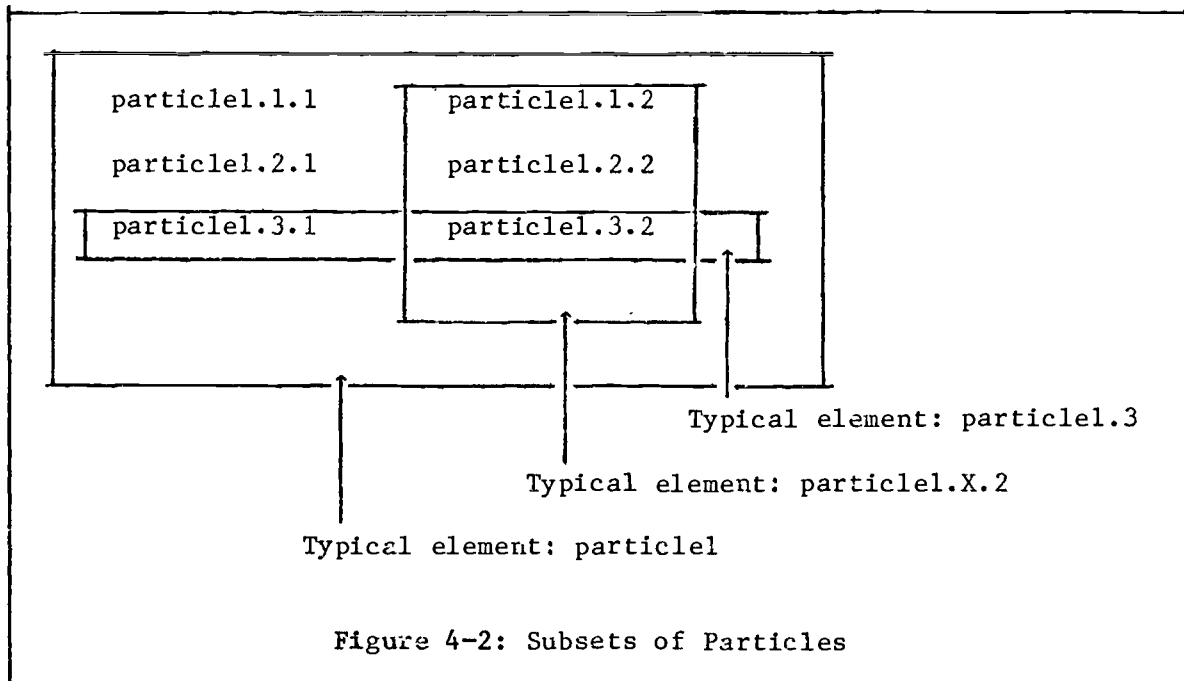 particle1.1.1 particle1.1.2
particle1.2.1 particle1.2.2
particle1.3.1 particle1.3.2
Typical element: particle1.3
Typical element: particle1.X.2
Typical element: particle1
Figure 4-2: Subsets of Particles